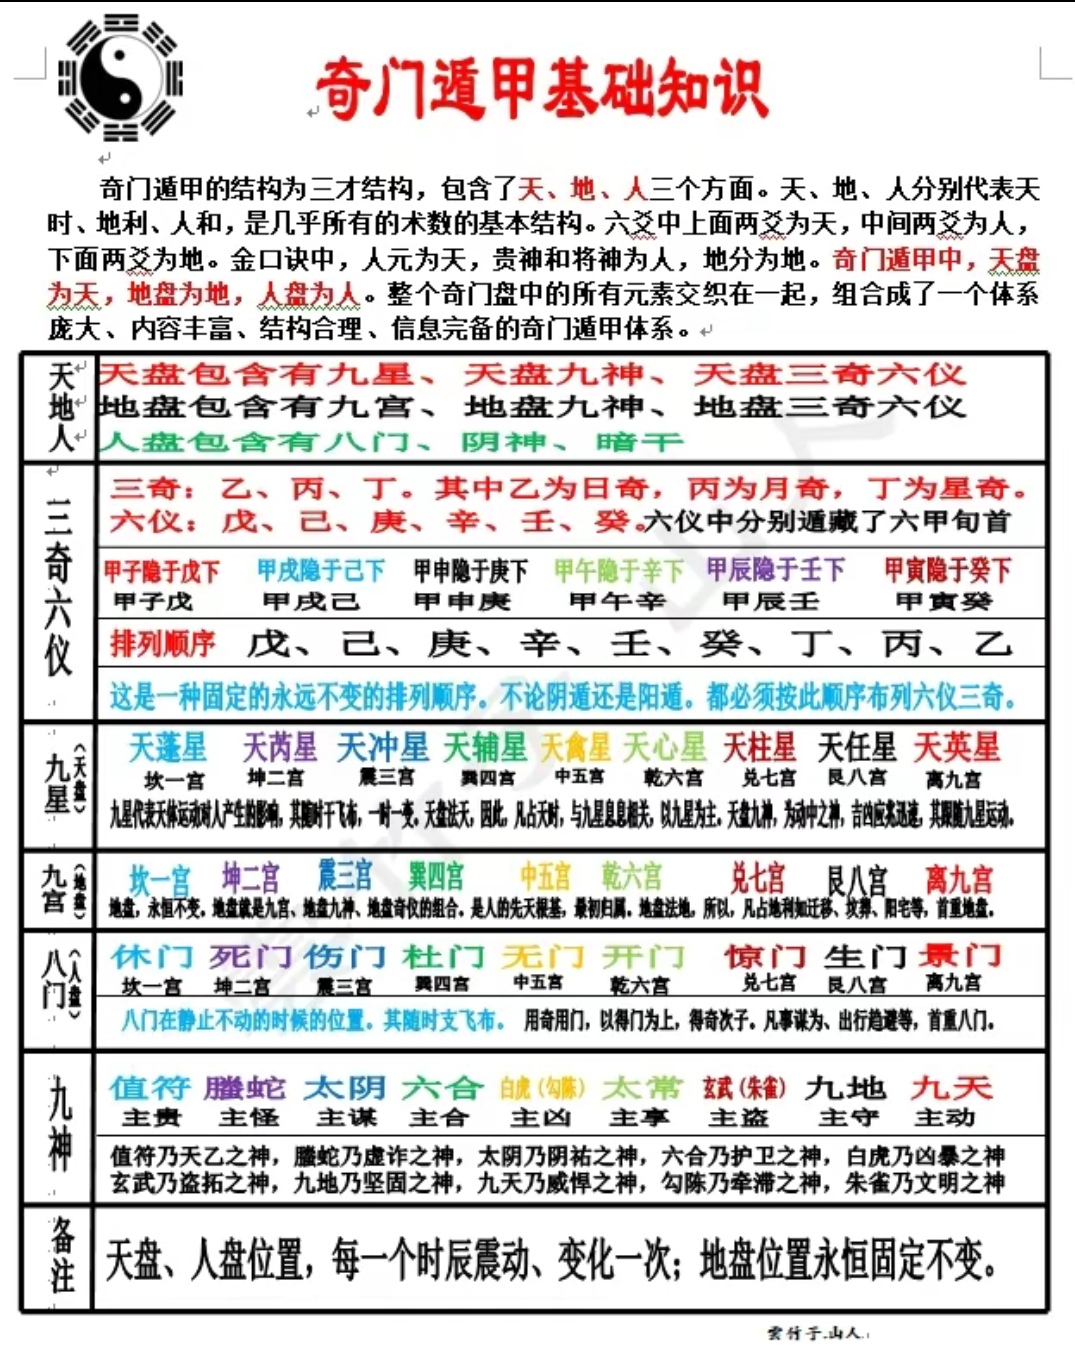 奇门遁甲基础知识
奇门遁甲的结构为三才结构，包含了天、地、人三个方面。天、地、人分别代表天
时、地利、人和，是几乎所有的术数的基本结构。六爻中上面两爻为天，中间两爻为人，
下面两爻为地。金口诀中，人元为天，贵神和将神为人，地分为地。奇门遁甲中，天盘
为天，地盘为地，人盘为人。整个奇门盘中的所有元素交织在一起，组合成了一个体系
庞大、内容丰富、结构合理、信息完备的奇门遁甲体系。
天地人
天盘包含有九星、天盘九神、天盘三奇六仪
地盘包含有九宫、地盘九神、地盘三奇六仪
人盘包含有八门、阴神、暗干
三奇六仪
三奇：乙、丙、丁。其中乙为日奇，丙为月奇，丁为星奇。
六仪：戊、己、庚、辛、壬、癸。六仪中分别遁藏了六甲旬首
甲子隐于戊下 甲戌隐于己下 甲申隐于庚下 甲午隐于辛下 甲辰隐于壬下 甲寅隐于癸下
甲子戊 甲戌己 甲申庚 甲午辛 甲辰壬 甲寅癸
排列顺序 戊、己、庚、辛、壬、癸、丁、丙、乙
这是一种固定的永远不变的排列顺序。不论阴遁还是阳遁。都必须按此顺序布列六仪三奇。
九星（天盘）
天蓬星 天芮星 天冲星 天辅星 天禽星 天心星 天柱星 天任星 天英星
坎一宫 坤二宫 震三宫 巽四宫 中五宫 乾六宫 兑七宫 艮八宫 离九宫
九星代表天体运动对人产生的影响，其随时干飞布，一时一变。天盘法天，因此，凡占天时，与九星息息相关，以九星为主。天盘九神，为动中之神，吉凶应兆迅速，其跟随九星运动。
九宫（地盘）
坎一宫 坤二宫 震三宫 巽四宫 中五宫 乾六宫 兑七宫 艮八宫 离九宫
地盘，永恒不变。地盘就是九宫、地盘九神、地盘奇仪的组合。是人的先天根基，最初归属。地盘法地，所以，凡占地利如迁移、坟葬、阳宅等，首重地盘。
八门（人盘）
休门 死门 伤门 杜门 无门 开门 惊门 生门 景门
坎一宫 坤二宫 震三宫 巽四宫 中五宫 乾六宫 兑七宫 艮八宫 离九宫
八门在静止不动的时候的位置。其随时支飞布。 用奇用门，以得门为上，得奇次子。凡事谋为、出行趋避等，首重八门。
九神
值符 螣蛇 太阴 六合 白虎（勾陈） 太常 玄武（朱雀） 九地 九天
主贵 主怪 主谋 主合 主凶 主享 主盗 主守 主动
值符乃天乙之神，螣蛇乃虚诈之神，太阴乃阴祐之神，六合乃护卫之神，白虎乃凶暴之神
玄武乃盗拓之神，九地乃坚固之神，九天乃威悍之神，勾陈乃牵滞之神，朱雀乃文明之神
备注
天盘、人盘位置，每一个时辰震动、变化一次；地盘位置永恒固定不变。
云竹子.山人.